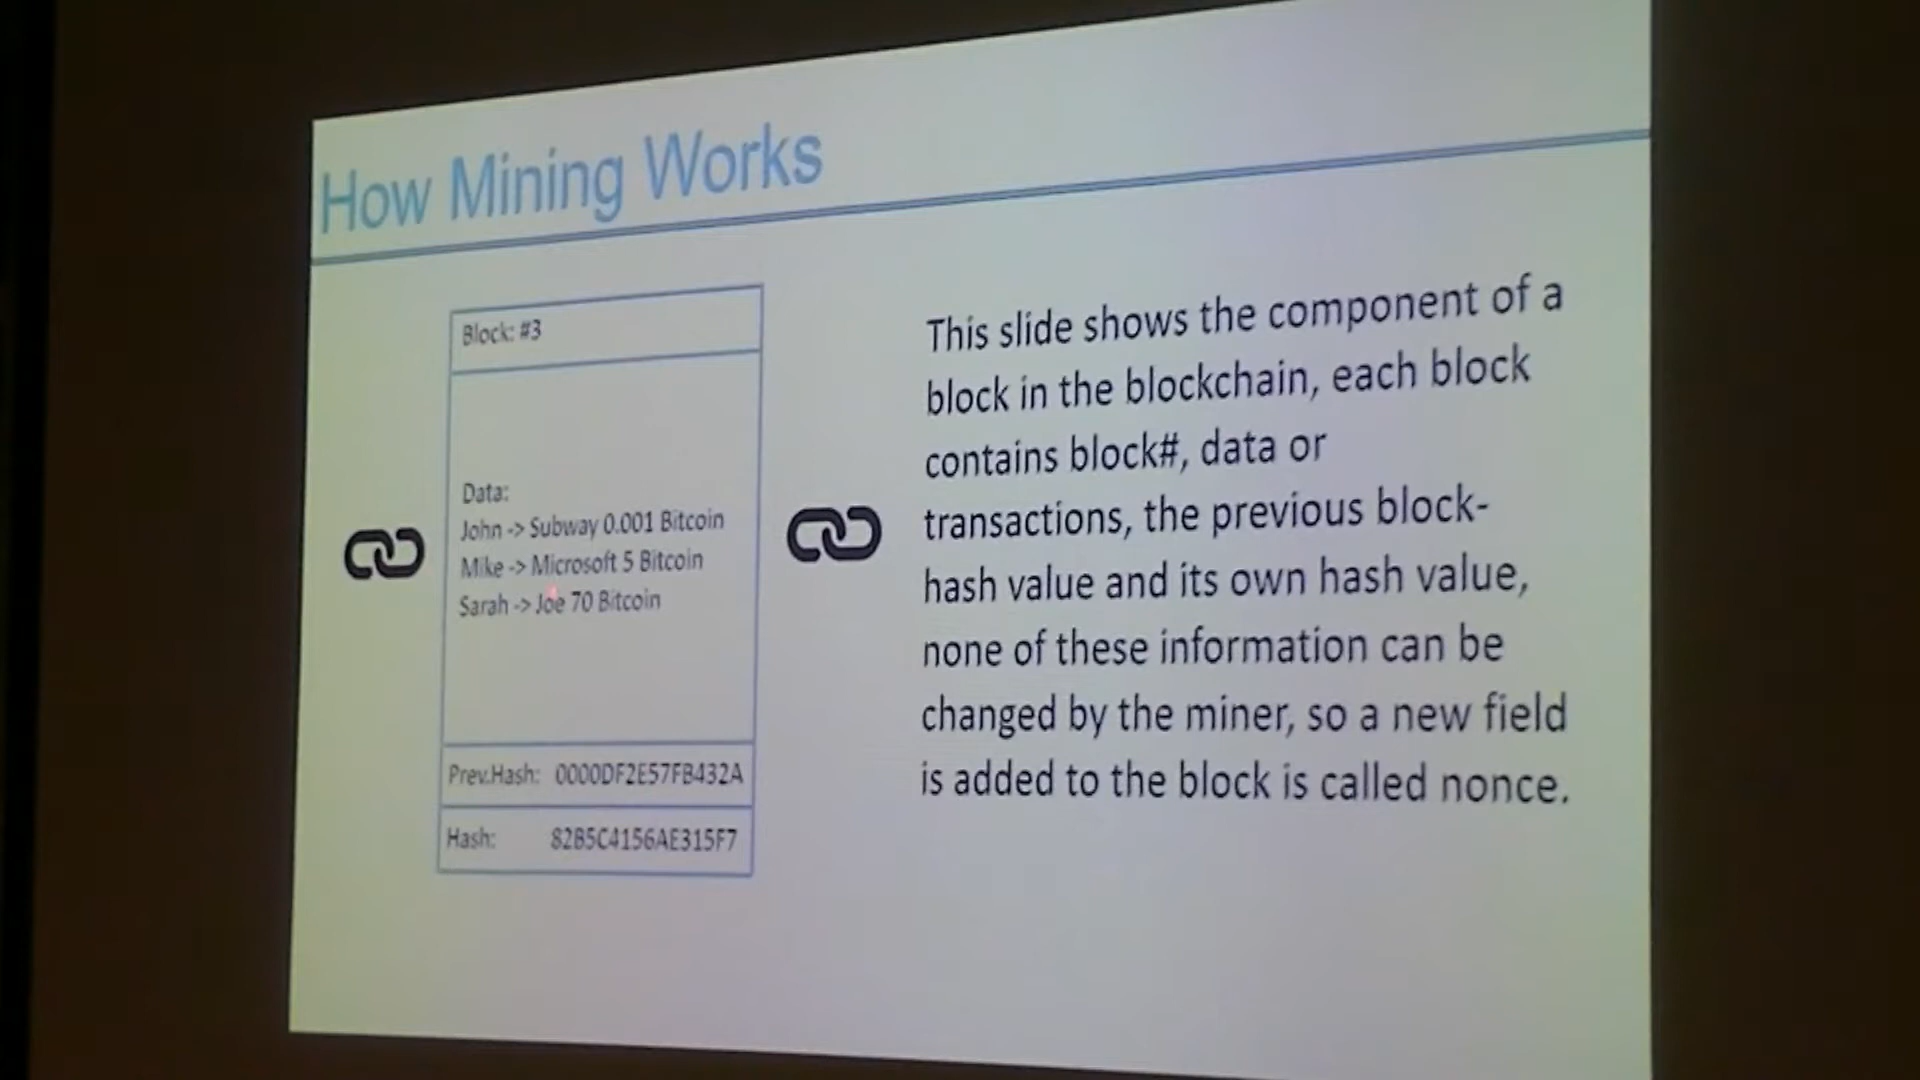 How Mining Works
Block: #3
Data:
John -> Subway 0.001 Bitcoin
Mike -> Microsoft 5 Bitcoin
Sarah -> Joe 70 Bitcoin
Prev.Hash: 0000DF2E57FB432A
Hash: 82B5C4156AE315F7
This slide shows the component of a
block in the blockchain, each block
contains block#, data or
transactions, the previous block-
hash value and its own hash value,
none of these information can be
changed by the miner, so a new field
is added to the block is called nonce.